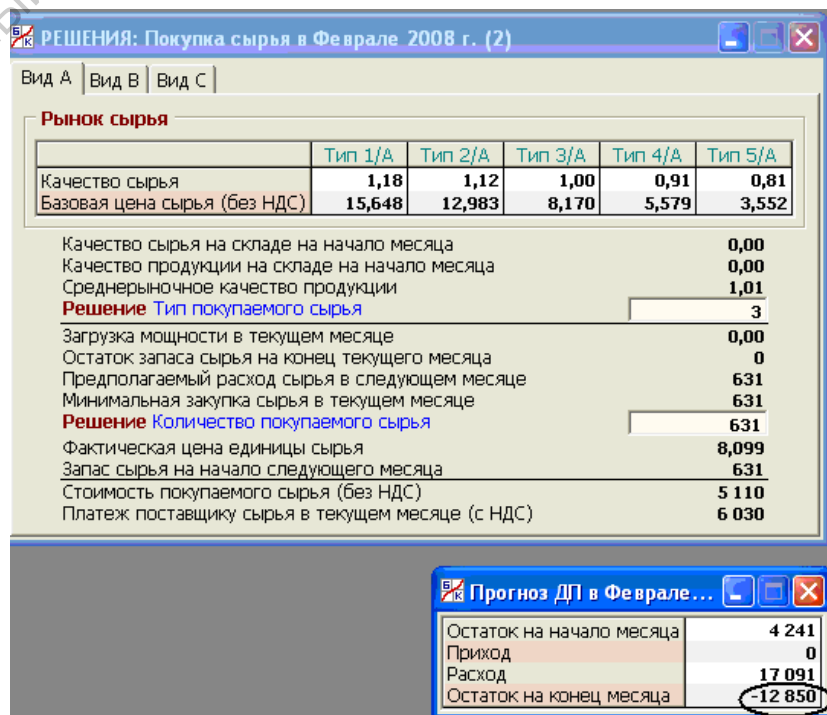 РЕШЕНИЯ: Покупка сырья в Феврале 2008 г. (2)
Вид А Вид В Вид С
Рынок сырья
Тип 1/А Тип 2/А Тип 3/А Тип 4/А Тип 5/А
Качество сырья 1,18 1,12 1,00 0,91 0,81
Базовая цена сырья (без НДС) 15,648 12,983 8,170 5,579 3,552
Качество сырья на складе на начало месяца 0,00
Качество продукции на складе на начало месяца 0,00
Среднерыночное качество продукции 1,01
Решение Тип покупаемого сырья 3
Загрузка мощности в текущем месяце 0,00
Остаток запаса сырья на конец текущего месяца 0
Предполагаемый расход сырья в следующем месяце 631
Минимальная закупка сырья в текущем месяце 631
Решение Количество покупаемого сырья 631
Фактическая цена единицы сырья 8,099
Запас сырья на начало следующего месяца 631
Стоимость покупаемого сырья (без НДС) 5 110
Платеж поставщику сырья в текущем месяце (с НДС) 6 030
Прогноз ДП в Феврале...
Остаток на начало месяца 4 241
Приход 0
Расход 17 091
Остаток на конец месяца -12 850